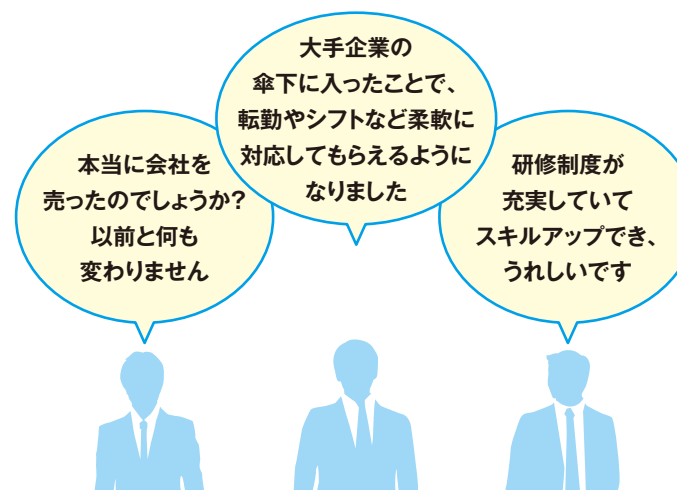 本当に会社を
売ったのでしょうか?
以前と何も
変わりません
大手企業の
傘下に入ったことで、
転勤やシフトなど柔軟に
対応してもらえるように
なりました
研修制度が
充実していて
スキルアップでき、
うれしいです